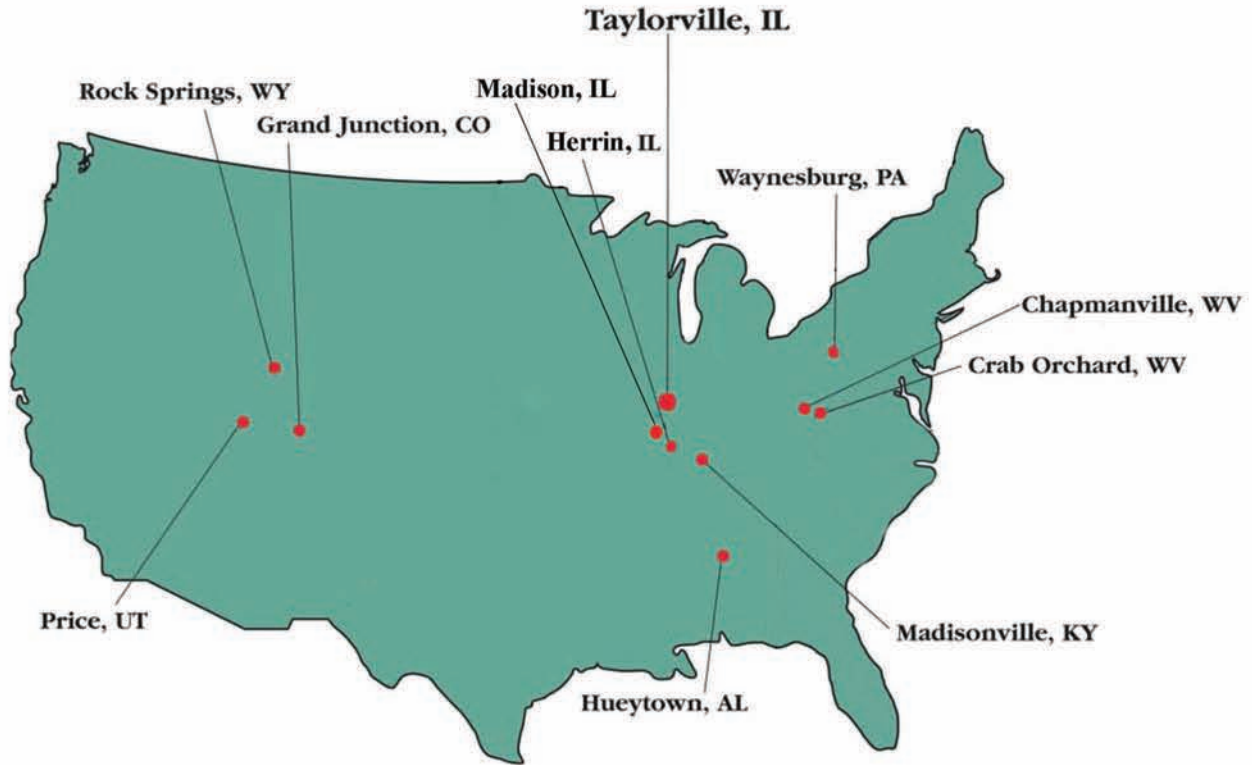 Taylorville, IL
Rock Springs, WY
Madison, IL
Grand Junction, CO
Herrin, IL
Waynesburg, PA
Chapmanville, WV
Crab Orchard, WV
Price, UT
Madisonville, KY
Hueytown, AL